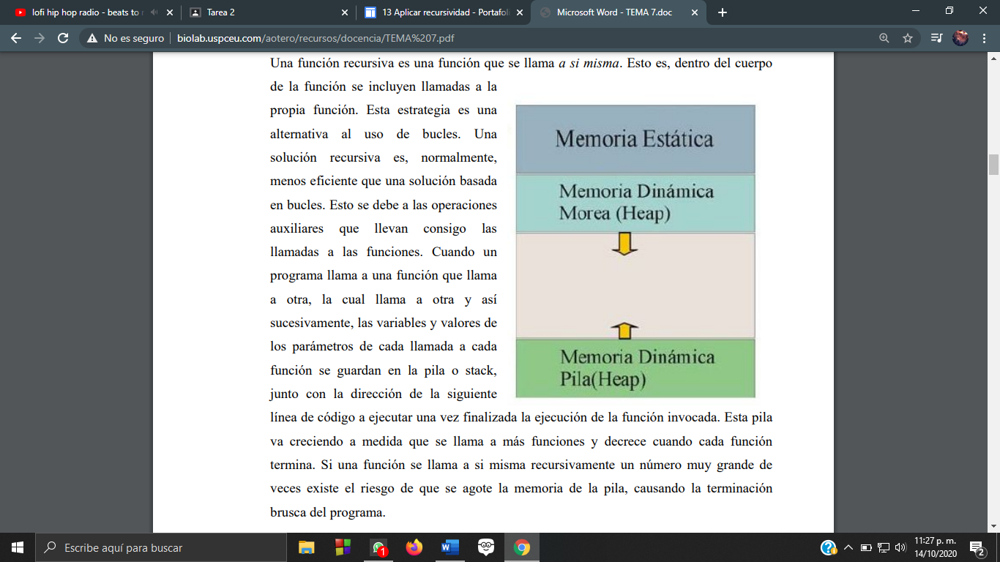 lofi hip hop radio - beats to r
Tarea 2
13 Aplicar recursividad - Portafoli
Microsoft Word - TEMA 7.doc
No es seguro
biolab.uspceu.com/aotero/recursos/docencia/TEMA%207.pdf
Una función recursiva es una función que se llama a si misma. Esto es, dentro del cuerpo
de la función se incluyen llamadas a la
propia función. Esta estrategia es una
alternativa al uso de bucles. Una
solución recursiva es, normalmente,
menos eficiente que una solución basada
en bucles. Esto se debe a las operaciones
auxiliares que llevan consigo las
llamadas a las funciones. Cuando un
programa llama a una función que llama
a otra, la cual llama a otra y así
sucesivamente, las variables y valores de
los parámetros de cada llamada a cada
función se guardan en la pila o stack,
junto con la dirección de la siguiente
línea de código a ejecutar una vez finalizada la ejecución de la función invocada. Esta pila
va creciendo a medida que se llama a más funciones y decrece cuando cada función
termina. Si una función se llama a si misma recursivamente un número muy grande de
veces existe el riesgo de que se agote la memoria de la pila, causando la terminación
brusca del programa.
Memoria Estática
Memoria Dinámica
Morea (Heap)
Memoria Dinámica
Pila(Heap)
Escribe aquí para buscar
1
11:27 p. m.
14/10/2020
2